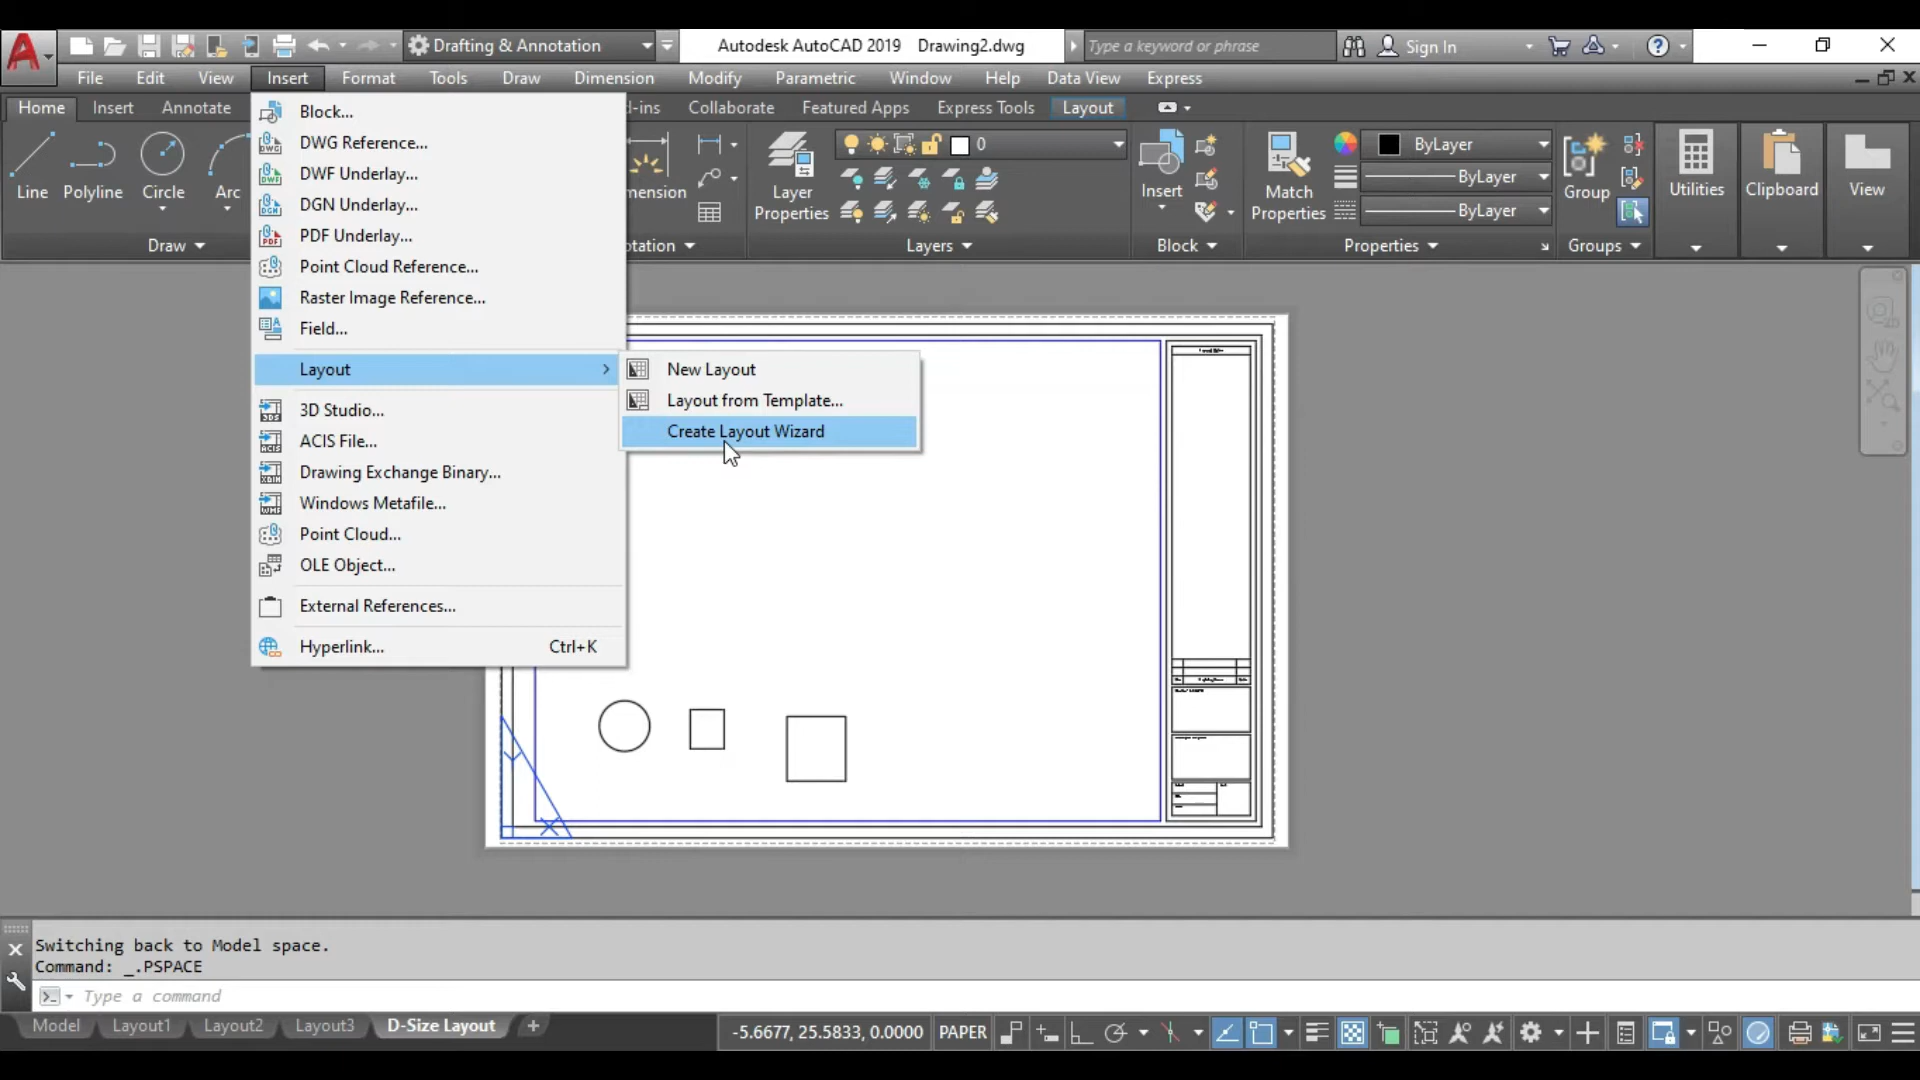 Drafting & Annotation
Autodesk AutoCAD 2019 Drawing2.dwg
Type a keyword or phrase
Sign In
File Edit View Insert Format Tools Draw Dimension Modify Parametric Window Help Data View Express
Home Insert Annotate d-ins Collaborate Featured Apps Express Tools Layout
Line
Polyline
Circle
Arc
Draw
mension
tation
Layer
Properties
0
Layers
Insert
Block
Match
Properties
ByLayer
ByLayer
ByLayer
Properties
Group
Groups
Utilities
Clipboard
View
Block...
DWG Reference...
DWF Underlay...
DGN Underlay...
PDF Underlay...
Point Cloud Reference...
Raster Image Reference...
Field...
Layout
3D Studio...
ACIS File...
Drawing Exchange Binary...
Windows Metafile...
Point Cloud...
OLE Object...
External References...
Hyperlink... Ctrl+K
New Layout
Layout from Template...
Create Layout Wizard
Switching back to Model space.
Command: _.PSPACE
Type a command
Model Layout1 Layout2 Layout3 D-Size Layout +
-5.6677, 25.5833, 0.0000 PAPER